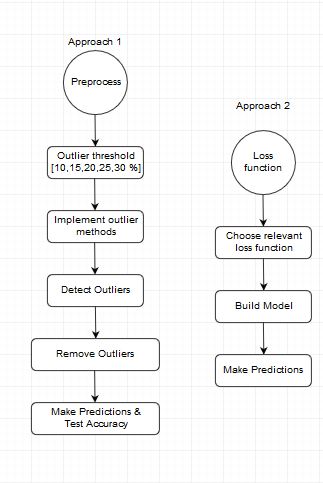 Approach 1
Preprocess
Outlier threshold
[10,15,20,25,30 %]
Implement outlier
methods
Detect Outliers
Remove Outliers
Make Predictions &
Test Accuracy
Approach 2
Loss
function
Choose relevant
loss function
Build Model
Make Predictions